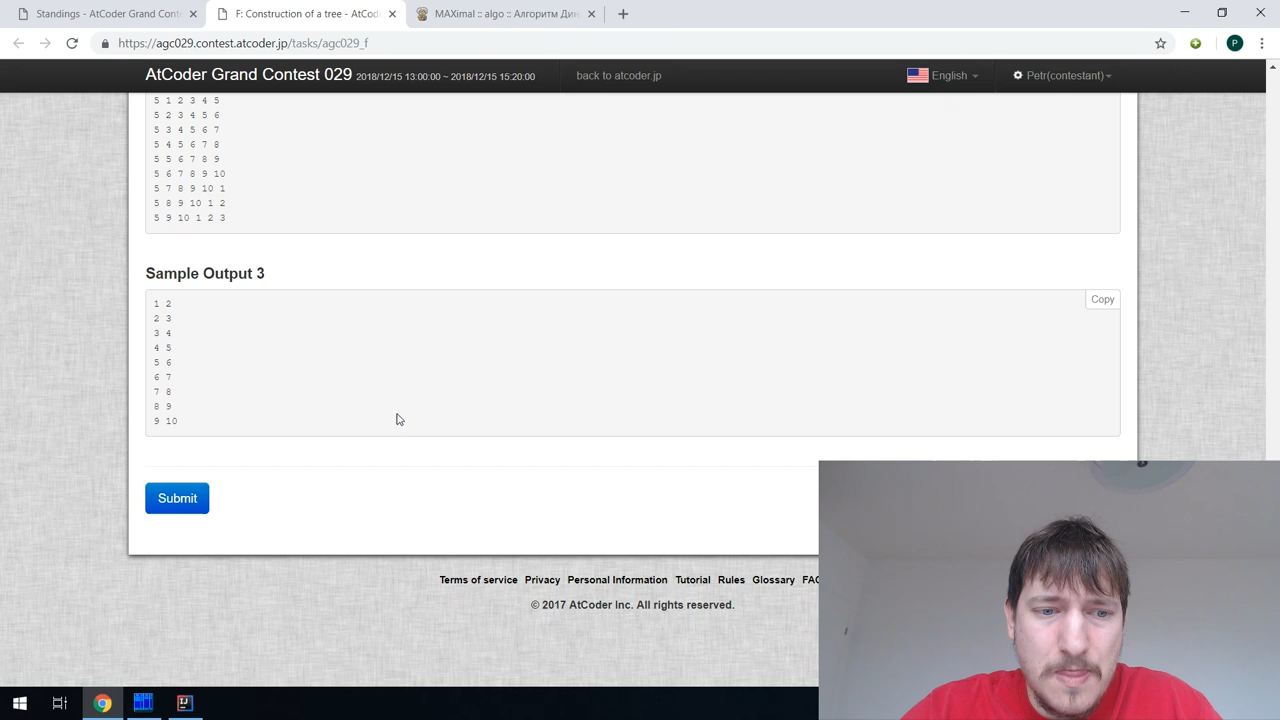 Standings - AtCoder Grand Cont
F: Construction of a tree - AtCod
MAXimal :: algo :: Алгоритм Дин
https://agc029.contest.atcoder.jp/tasks/agc029_f
P
AtCoder Grand Contest 029 2018/12/15 13:00:00 ~ 2018/12/15 15:20:00
back to atcoder.jp
English
Petr(contestant)
5 1 2 3 4 5
5 2 3 4 5 6
5 3 4 5 6 7
5 4 5 6 7 8
5 5 6 7 8 9
5 6 7 8 9 10
5 7 8 9 10 1
5 8 9 10 1 2
5 9 10 1 2 3
Sample Output 3
Copy
1 2
2 3
3 4
4 5
5 6
6 7
7 8
8 9
9 10
Submit
Terms of service Privacy Personal Information Tutorial Rules Glossary FAQ
© 2017 AtCoder Inc. All rights reserved.
IJ